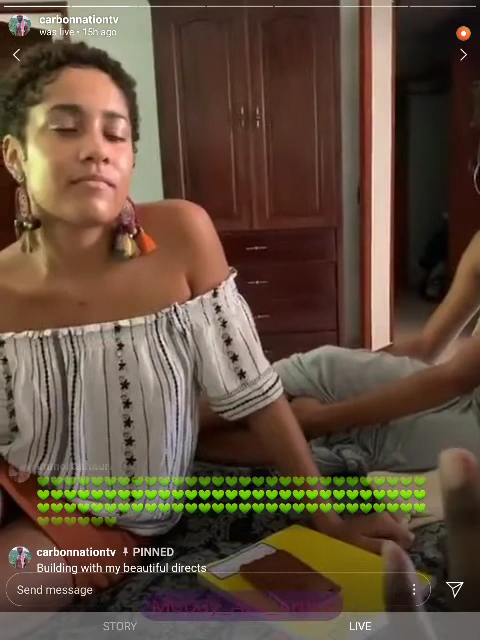 carbonnationtv
was live • 15h ago
carbonnationtv PINNED
Building with my beautiful directs
Send message
STORY
LIVE